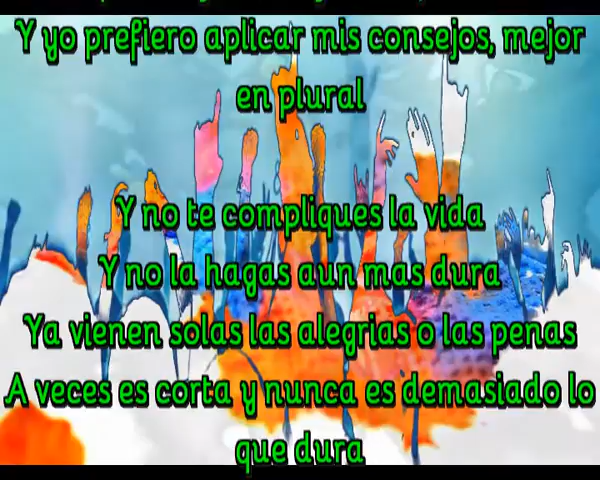 Y yo prefiero aplicar mis consejos, mejor
en plural
Y no te compliques la vida
Y no la hagas aun mas dura
Ya vienen solas las alegrias o las penas
A veces es corta y nunca es demasiado lo
que dura